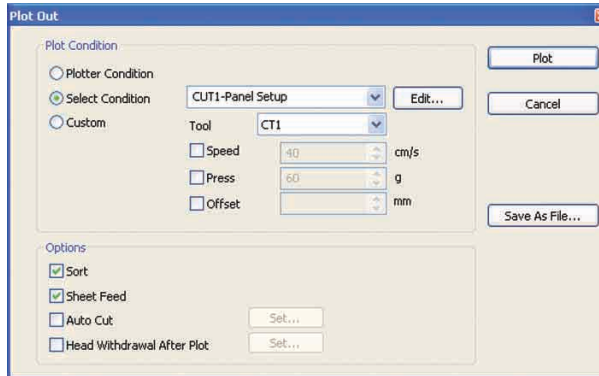 Plot Out
Plot Condition
Plotter Condition
Select Condition
CUT1-Panel Setup
Edit...
Custom
Tool
CT1
Speed
40
cm/s
Press
60
g
Offset
mm
Plot
Cancel
Save As File...
Options
Sort
Sheet Feed
Auto Cut
Set...
Head Withdrawal After Plot
Set...